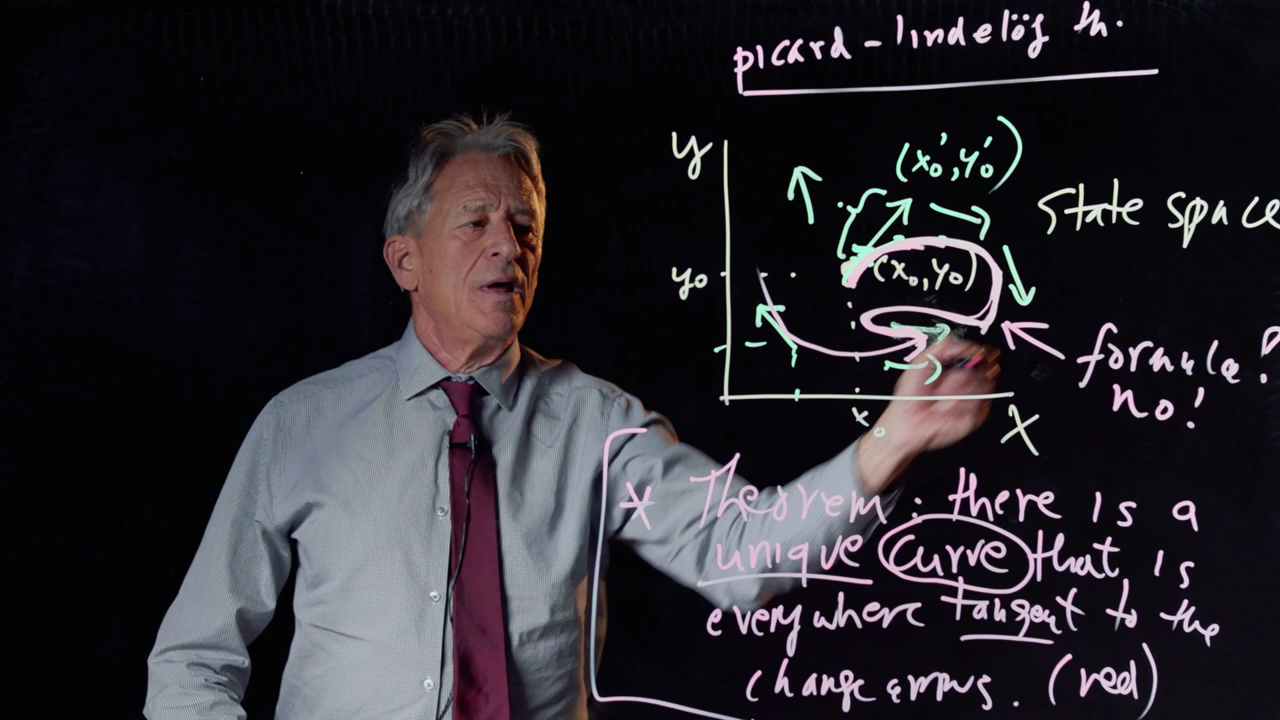 picard-lindelöf th.
y
(x₀', y₀')
State space
y₀
(x₀, y₀)
formula?
no!
x₀
X
* Theorem: there is a
unique curve that is
everywhere tangent to the
change arrows. (red)